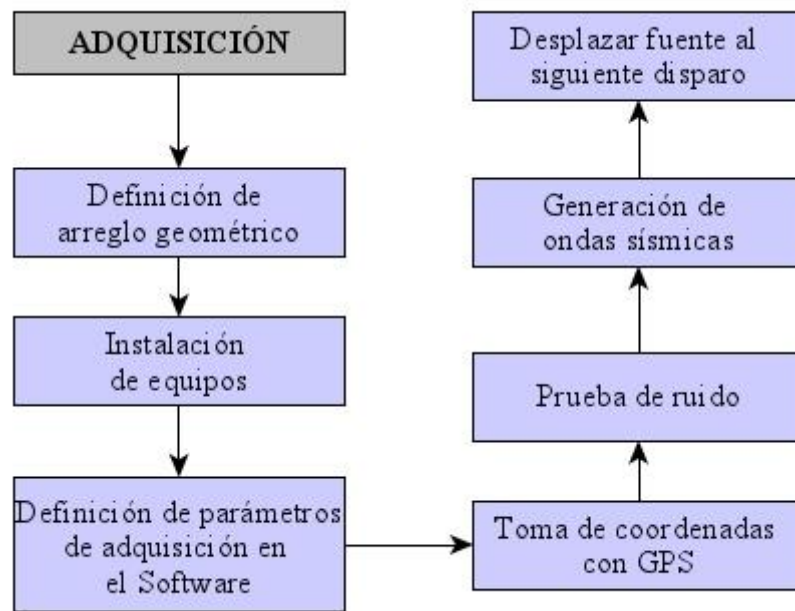 ADQUISICIÓN
Definición de
arreglo geométrico
Instalación
de equipos
Definición de parámetros
de adquisición en
el Software
Toma de coordenadas
con GPS
Prueba de ruido
Generación de
ondas sísmicas
Desplazar fuente al
siguiente disparo